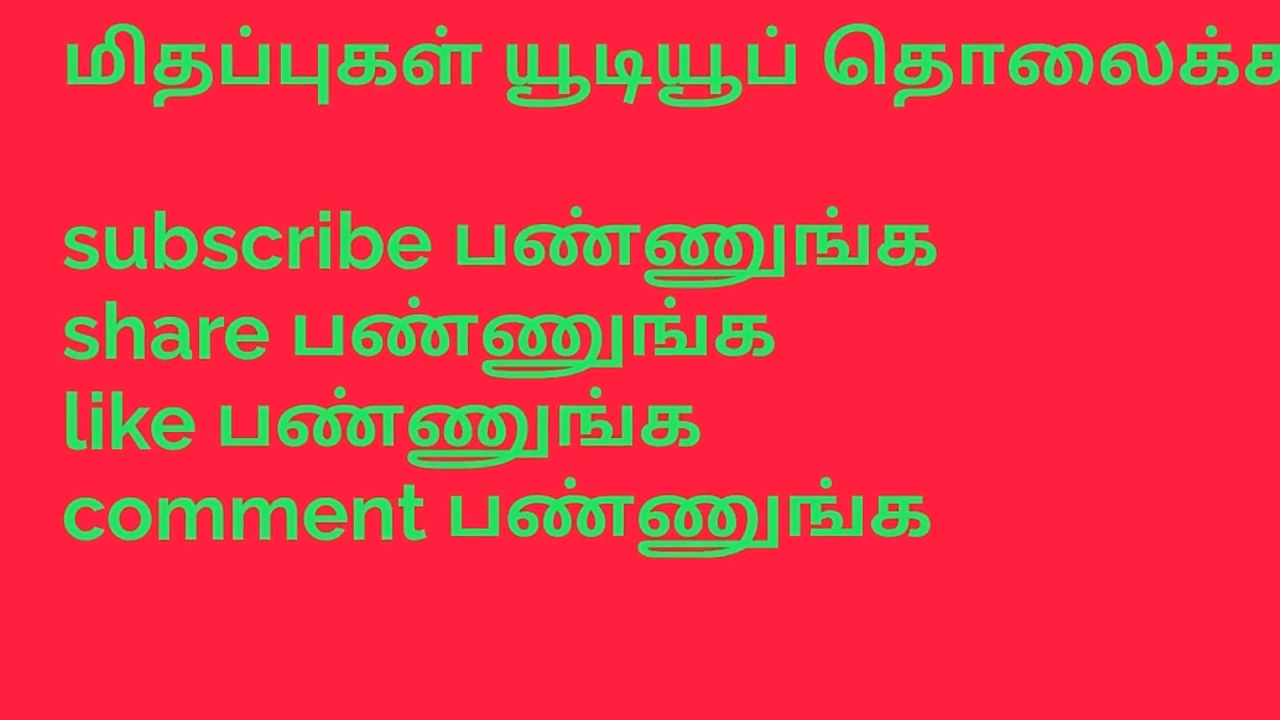 மிதப்புகள் யூடியூப் தொலைக்க
subscribe பண்ணுங்க
share பண்ணுங்க
like பண்ணுங்க
comment பண்ணுங்க